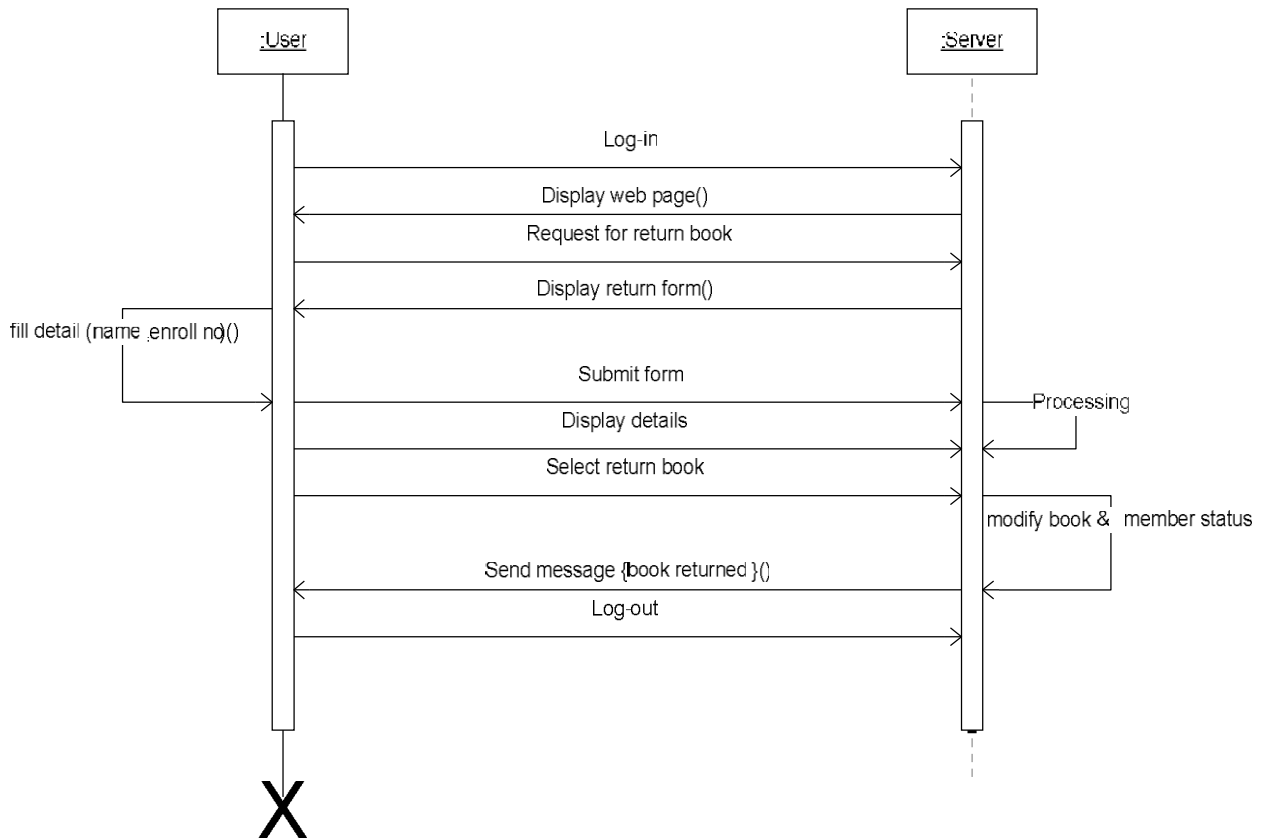 :User
:Server
Log-in
Display web page()
Request for return book
Display return form()
fill detail (name ,enroll no)()
Submit form
Processing
Display details
Select return book
modify book & member status
Send message {book returned }()
Log-out
X